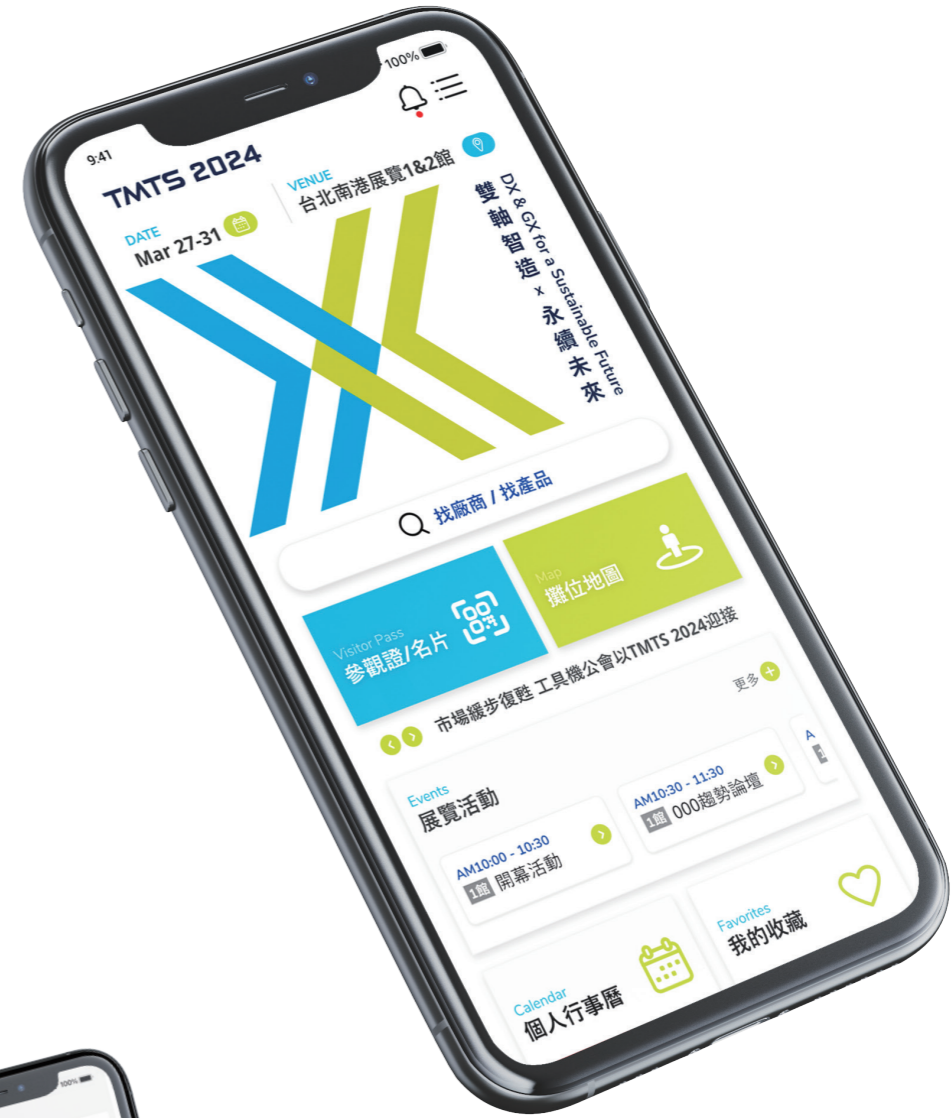 9:41
100%
TMTS 2024
DATE
Mar 27-31
VENUE
台北南港展覽1&2館
DX & GX for a Sustainable Future
雙軸智造 x 永續未來
找廠商 / 找產品
Visitor Pass
參觀證/名片
Map
攤位地圖
市場緩步復甦 工具機公會以TMTS 2024迎接
更多
Events
展覽活動
AM10:00 - 10:30
1館 開幕活動
AM10:30 - 11:30
1館 000趨勢論壇
A
1
Calendar
個人行事曆
Favorites
我的收藏
100%